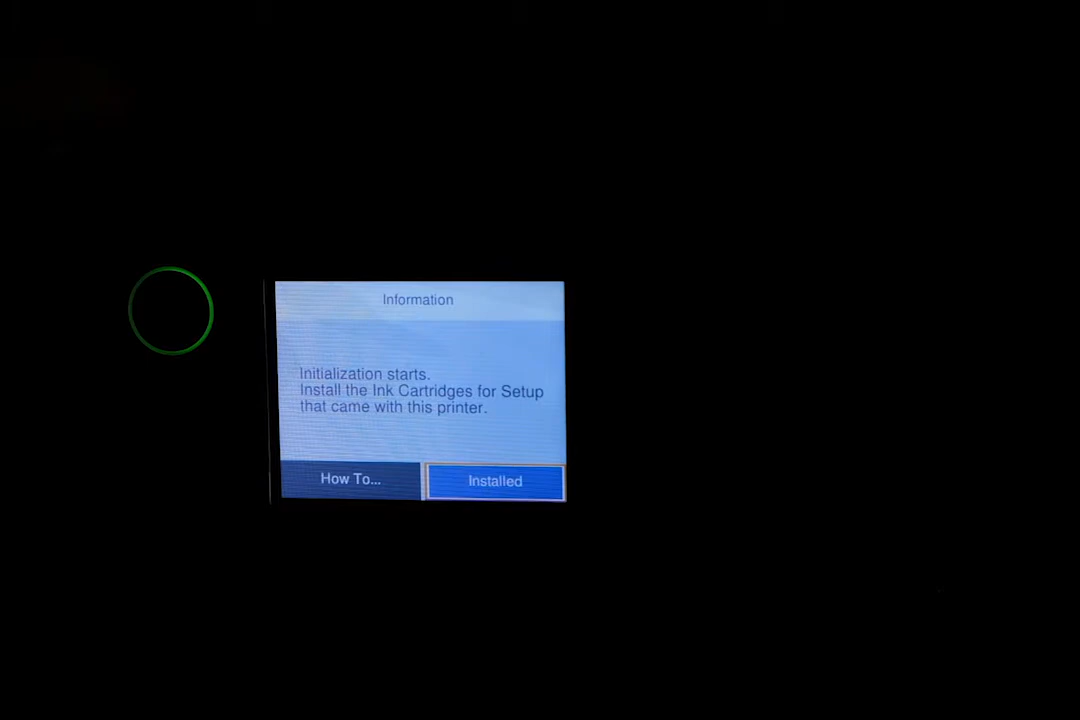 Information
Initialization starts.
Install the Ink Cartridges for Setup
that came with this printer.
How To...
Installed